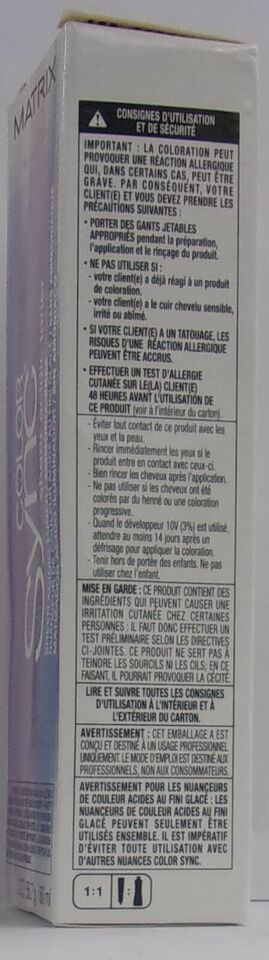 MATRIX
color
sync
CONSIGNES D'UTILISATION
ET DE SÉCURITÉ
IMPORTANT : LA COLORATION PEUT
PROVOQUER UNE RÉACTION ALLERGIQUE
QUI, DANS CERTAINS CAS, PEUT ÊTRE
GRAVE. PAR CONSÉQUENT, VOTRE
CLIENT(E) ET VOUS DEVEZ PRENDRE LES
PRÉCAUTIONS SUIVANTES :
• PORTER DES GANTS JETABLES
APPROPRIÉS pendant la préparation,
l'application et le rinçage du produit.
• NE PAS UTILISER SI :
- votre client(e) a déjà réagi à un produit
de coloration.
- votre client(e) a le cuir chevelu sensible,
irrité ou abîmé.
• SI VOTRE CLIENT(E) A UN TATOUAGE, LES
RISQUES D'UNE RÉACTION ALLERGIQUE
PEUVENT ÊTRE ACCRUS.
• EFFECTUER UN TEST D'ALLERGIE
CUTANÉE SUR LE(LA) CLIENT(E)
48 HEURES AVANT L'UTILISATION DE
CE PRODUIT (voir à l'intérieur du carton).
- Éviter tout contact de ce produit avec les
yeux et la peau.
- Rincer immédiatement les yeux si le
produit entre en contact avec ceux-ci.
- Bien rincer les cheveux après l'application.
- Ne pas utiliser si les cheveux ont été
colorés par du henné ou une coloration
progressive.
- Quand le développeur 10V (3%) est utilisé,
attendre au moins 14 jours après un
défrisage pour appliquer la coloration.
- Tenir hors de portée des enfants. Ne pas
utiliser chez l'enfant.
MISE EN GARDE : CE PRODUIT CONTIENT DES
INGRÉDIENTS QUI PEUVENT CAUSER UNE
IRRITATION CUTANÉE CHEZ CERTAINES
PERSONNES : IL FAUT DONC EFFECTUER UN
TEST PRÉLIMINAIRE SELON LES DIRECTIVES
CI-JOINTES. CE PRODUIT NE SERT PAS À
TEINDRE LES SOURCILS NI LES CILS; EN CE
FAISANT, IL POURRAIT PROVOQUER LA CÉCITÉ.
LIRE ET SUIVRE TOUTES LES CONSIGNES
D'UTILISATION À L'INTÉRIEUR ET À
L'EXTÉRIEUR DU CARTON.
AVERTISSEMENT : CET EMBALLAGE A EST
CONÇU ET DESTINÉ À UN USAGE PROFESSIONNEL
UNIQUEMENT. LE MODE D'EMPLOI EST DESTINÉ AUX
PROFESSIONNELS, NON AUX CONSOMMATEURS.
AVERTISSEMENT POUR LES NUANCEURS
DE COULEUR ACIDES AU FINI GLACÉ : LES
NUANCEURS DE COULEUR ACIDES AU FINI
GLACÉ PEUVENT SEULEMENT ÊTRE
UTILISÉS ENSEMBLE. IL EST IMPÉRATIF
D'ÉVITER TOUTE UTILISATION AVEC
D'AUTRES NUANCES COLOR SYNC.
1:1